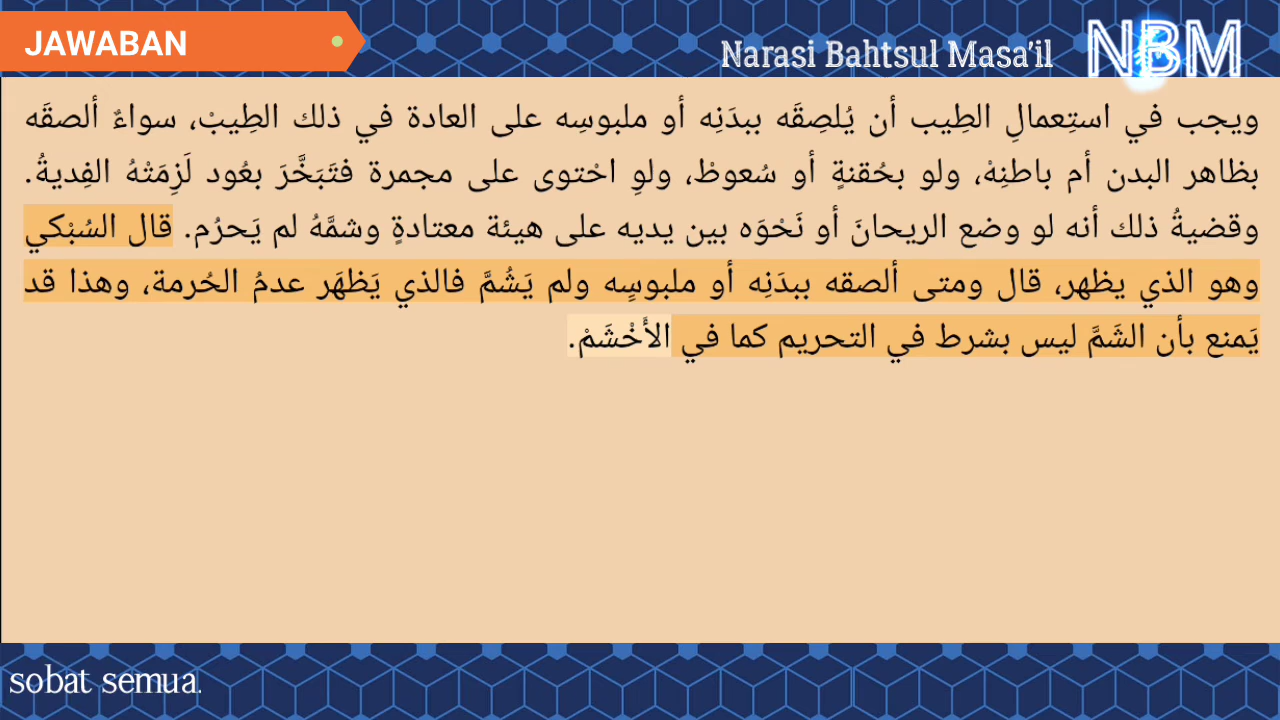 JAWABAN
Narasi Bahtsul Masa'il
NBM
ويجب في استِعمالِ الطِيب أن يُلصِقَه ببدَنِه أو ملبوسِه على العادة في ذلك الطِيبْ، سواءٌ ألصقَه
بظاهر البدن أم باطنِهْ، ولو بحُقنةٍ أو سُعوطْ، ولوِ احْتوى على مجمرة فتَبَخَّرَ بعُود لَزِمَتْهُ الفِديةُ.
وقضيةُ ذلك أنه لو وضع الريحانَ أو نَحْوَه بين يديه على هيئة معتادةٍ وشمَّهُ لم يَحرُم. قال السُبْكي
وهو الذي يظهر، قال ومتى ألصقه ببدَنِه أو ملبوسٍه ولم يَشُمَّ فالذي يَظهَر عدمُ الحُرمة، وهذا قد
يَمنع بأن الشَمَّ ليس بشرط في التحريم كما في الأَخْشَمْ.
sobat semua.